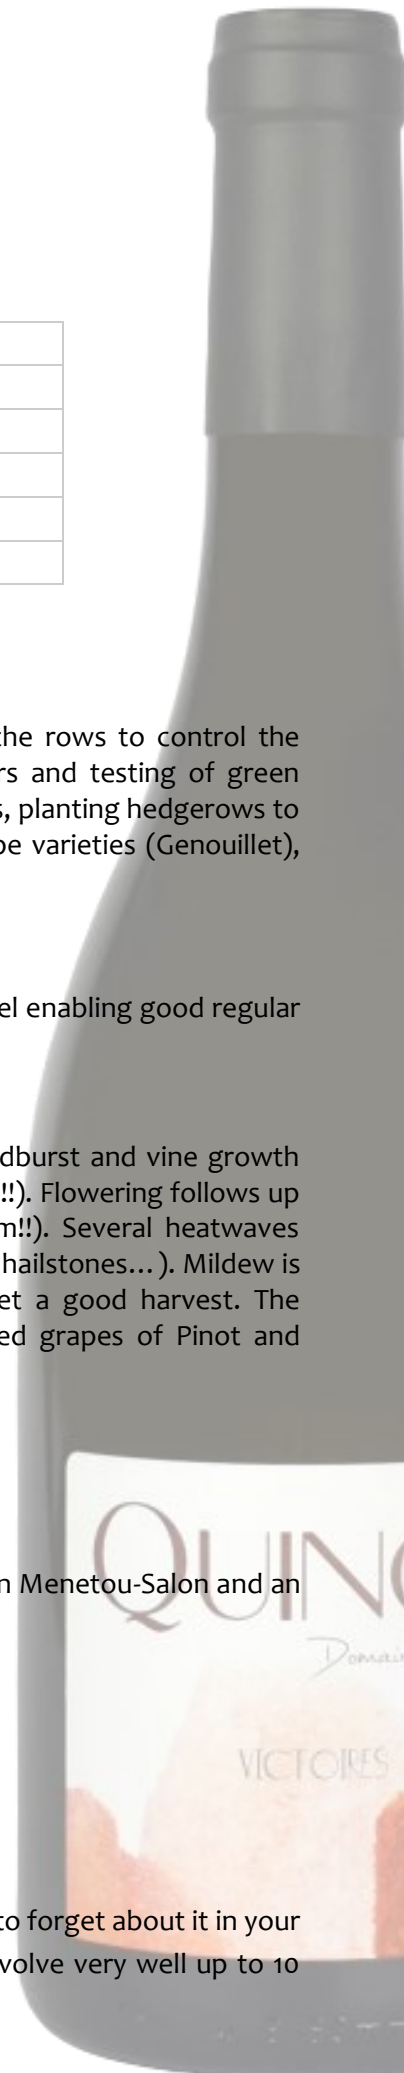 the rows to control the
rs and testing of green
s, planting hedgerows to
pe varieties (Genouillet),
el enabling good regular
dburst and vine growth
!!). Flowering follows up
m!!). Several heatwaves
hailstones…). Mildew is
et a good harvest. The
ed grapes of Pinot and
QUINC
n Menetou-Salon and an
Domain
VICTOIRES
to forget about it in your
volve very well up to 10